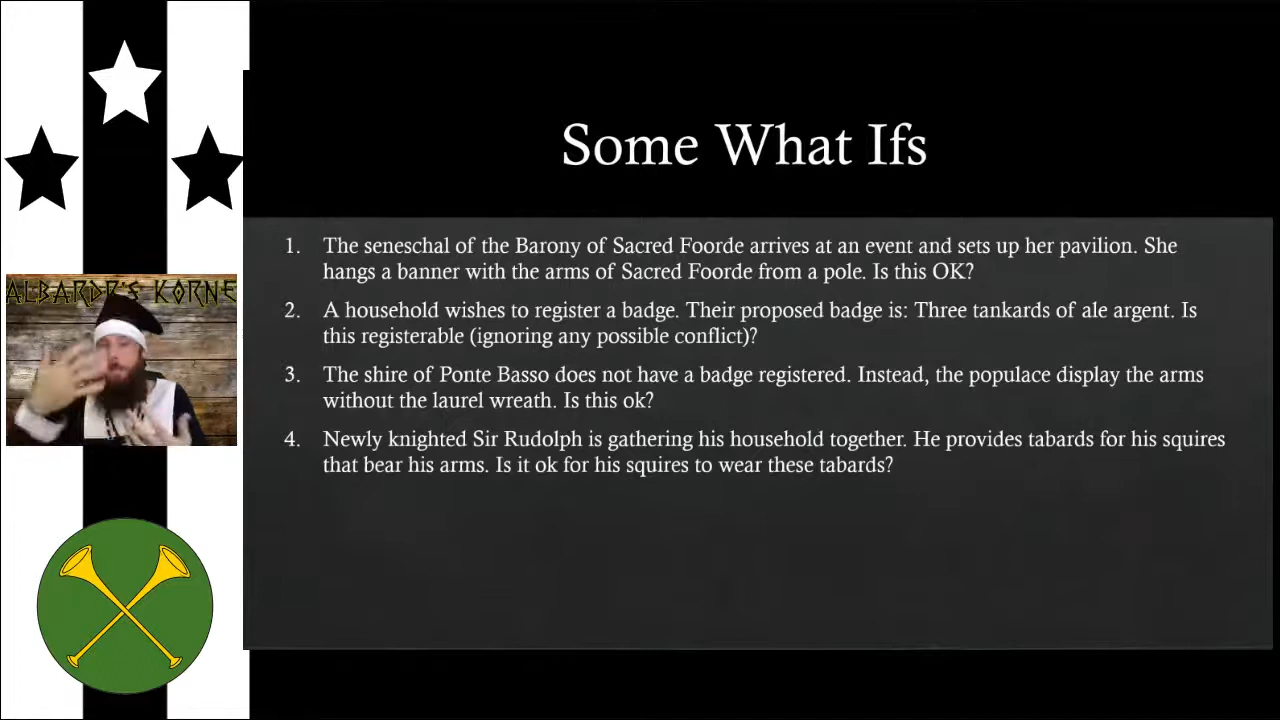 Some What Ifs
1. The seneschal of the Barony of Sacred Foorde arrives at an event and sets up her pavilion. She
hangs a banner with the arms of Sacred Foorde from a pole. Is this OK?
2. A household wishes to register a badge. Their proposed badge is: Three tankards of ale argent. Is
this registerable (ignoring any possible conflict)?
3. The shire of Ponte Basso does not have a badge registered. Instead, the populace display the arms
without the laurel wreath. Is this ok?
4. Newly knighted Sir Rudolph is gathering his household together. He provides tabards for his squires
that bear his arms. Is it ok for his squires to wear these tabards?
ALBARDR'S KORNE